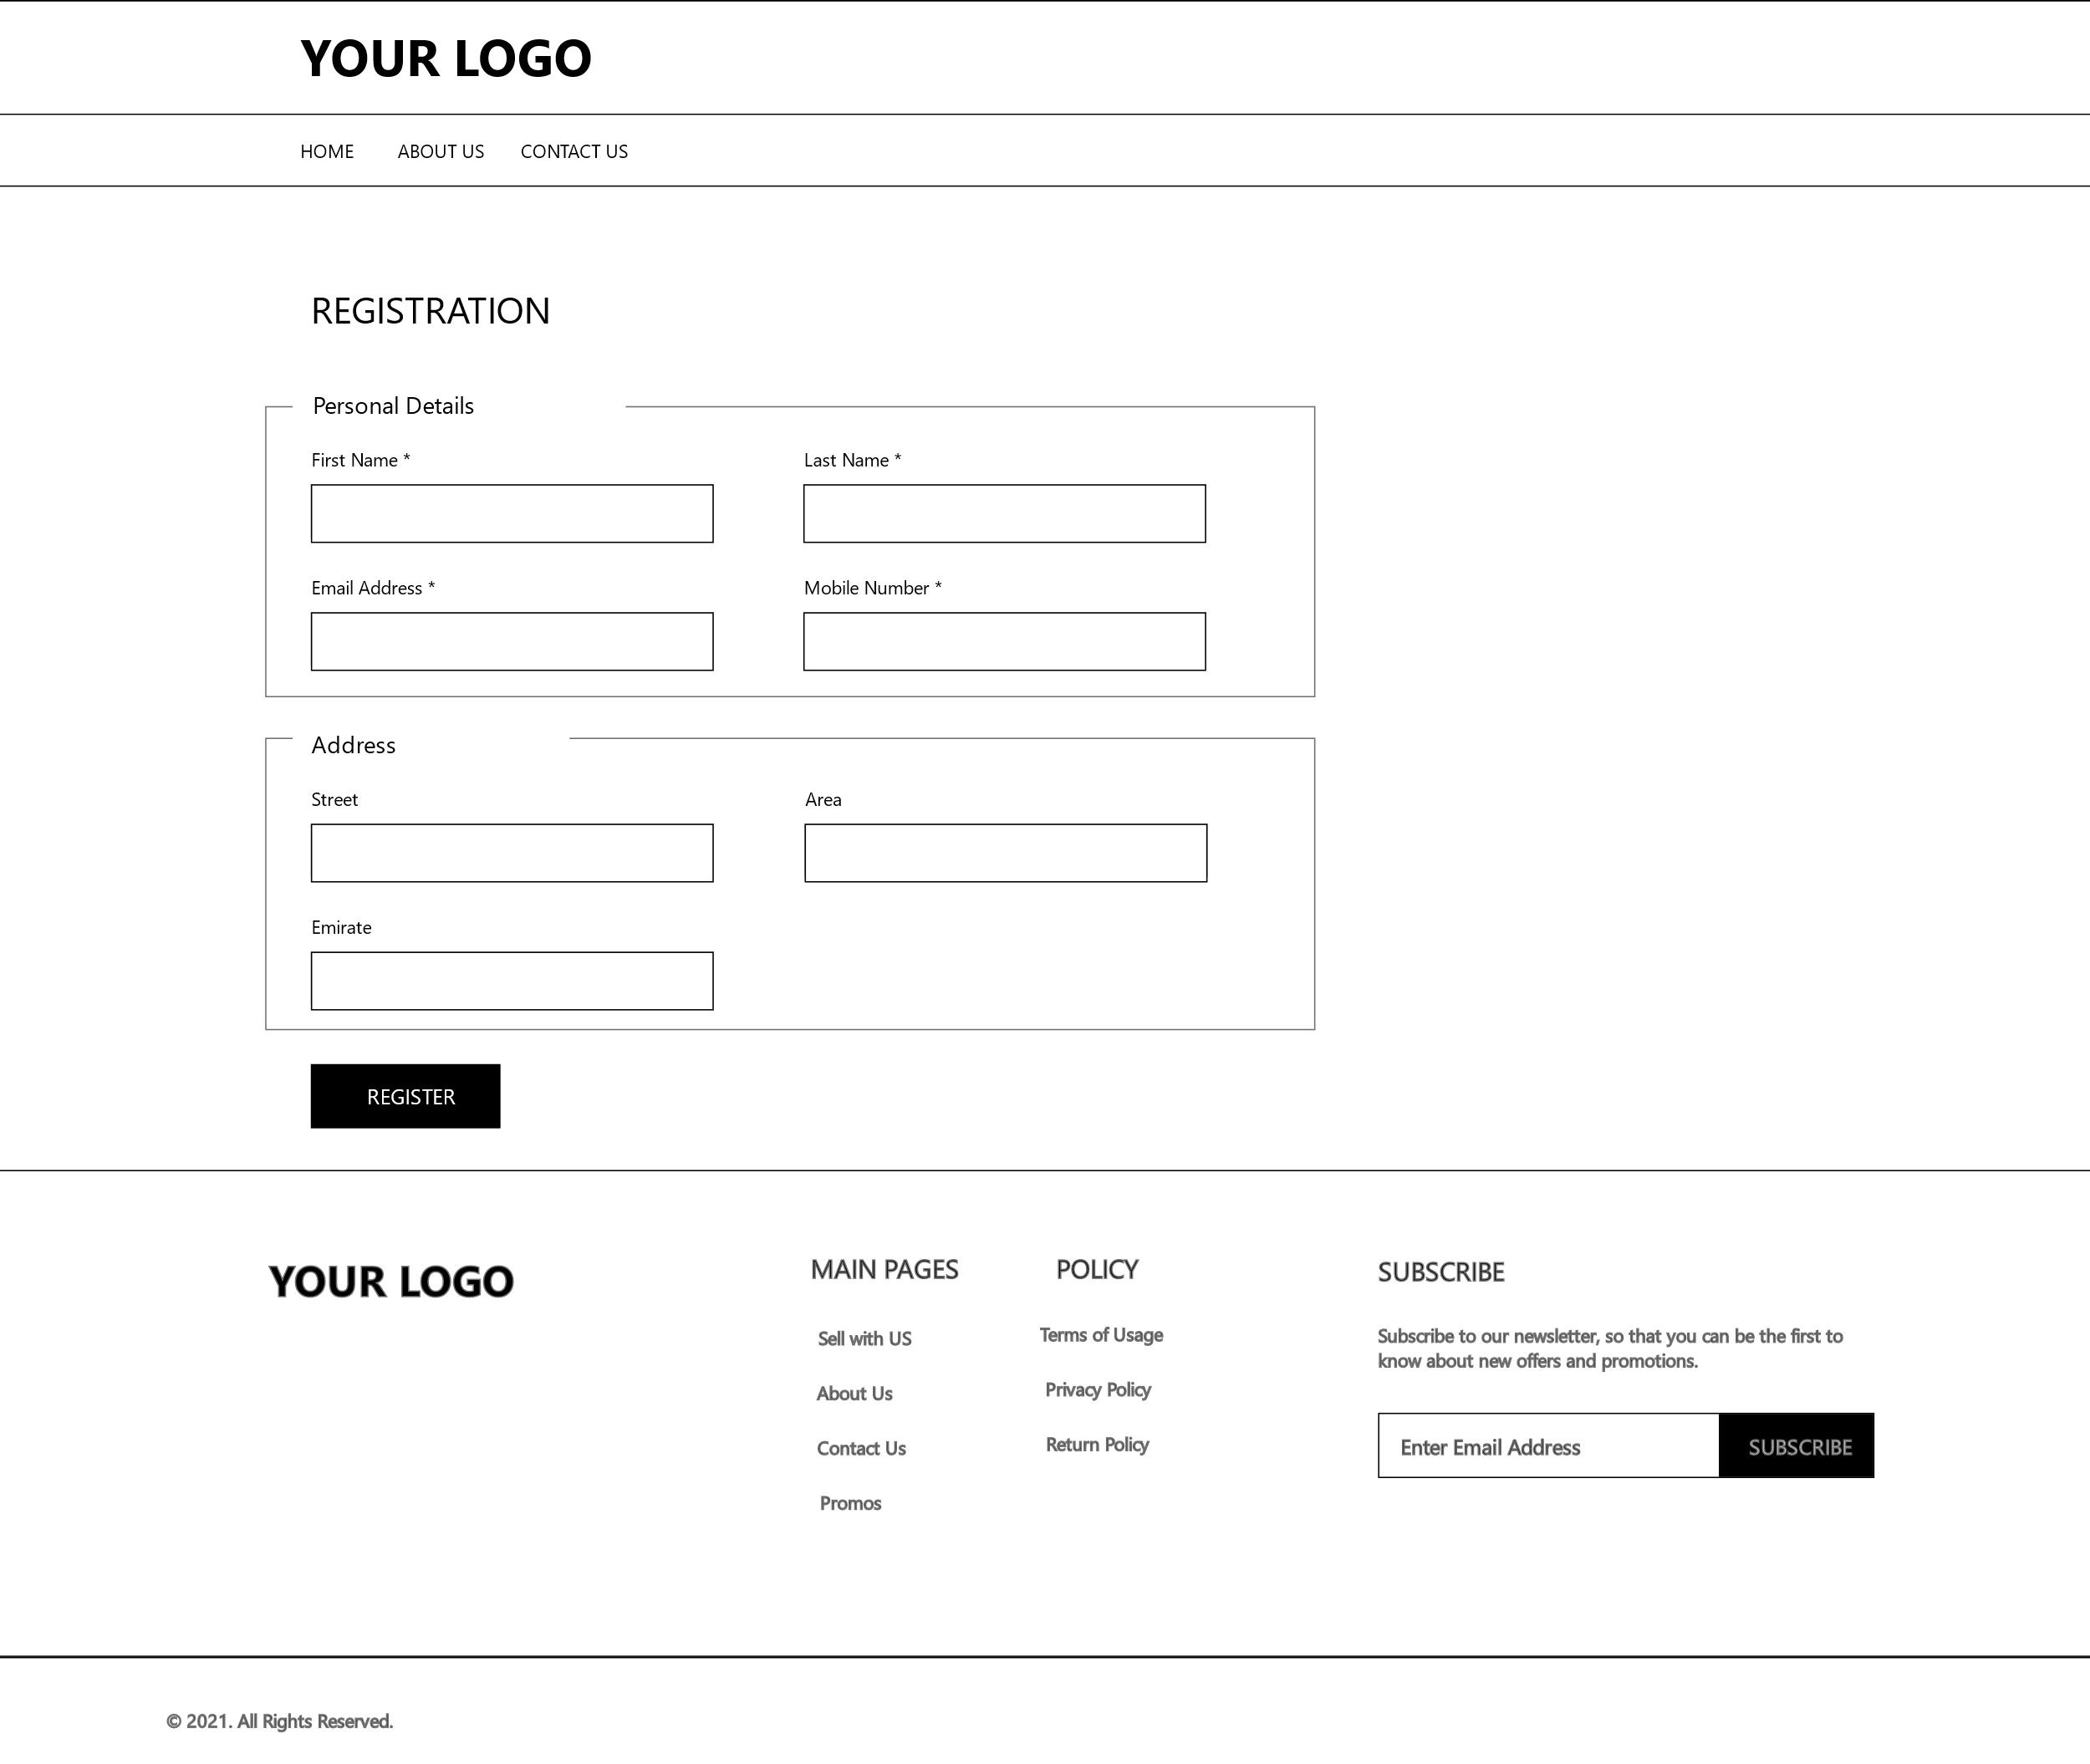 YOUR LOGO
HOME ABOUT US CONTACT US
REGISTRATION
Personal Details
First Name * Last Name *
Email Address * Mobile Number *
Address
Street Area
Emirate
REGISTER
YOUR LOGO
MAIN PAGES
Sell with US
About Us
Contact Us
Promos
POLICY
Terms of Usage
Privacy Policy
Return Policy
SUBSCRIBE
Subscribe to our newsletter, so that you can be the first to
know about new offers and promotions.
Enter Email Address SUBSCRIBE
© 2021. All Rights Reserved.